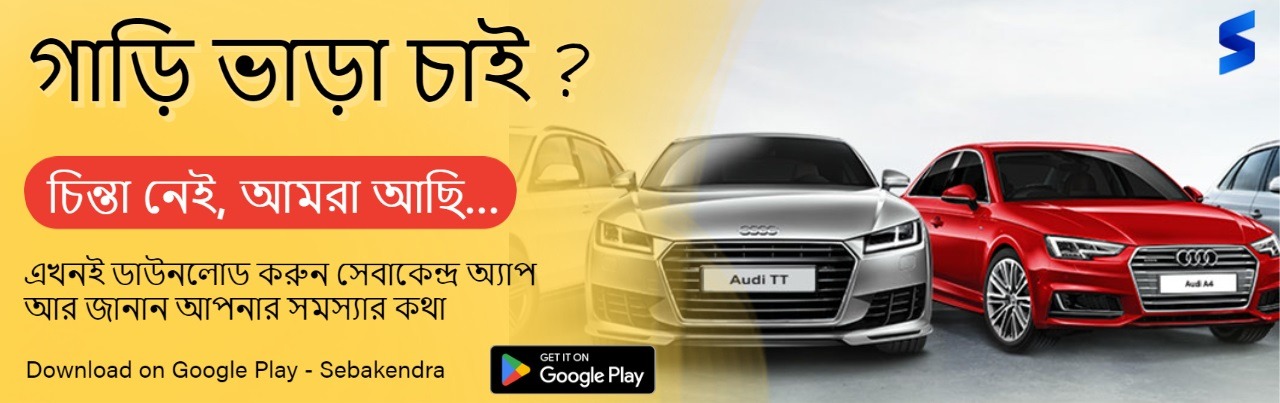 গাড়ি ভাড়া চাই ?
চিন্তা নেই, আমরা আছি...
এখনই ডাউনলোড করুন সেবাকেন্দ্র অ্যাপ
আর জানান আপনার সমস্যার কথা
Download on Google Play - Sebakendra
GET IT ON
Google Play
Audi TT
Audi A4